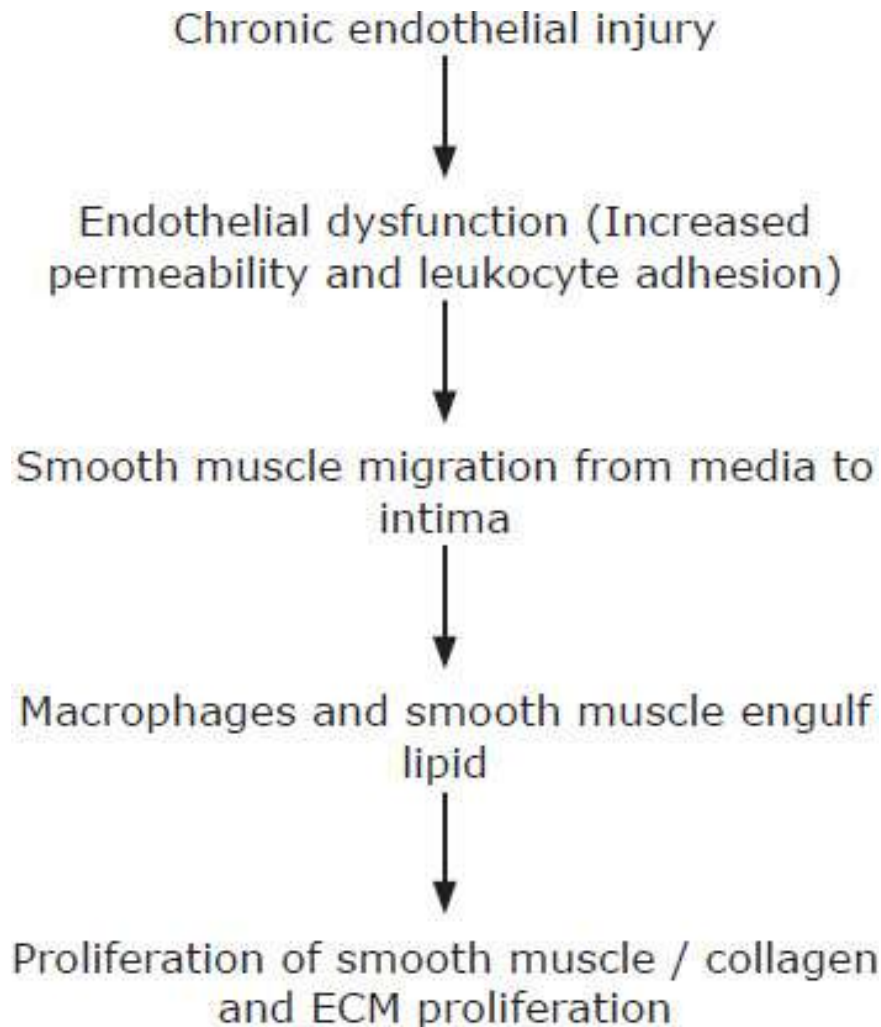 Chronic endothelial injury
Endothelial dysfunction (Increased
permeability and leukocyte adhesion)
Smooth muscle migration from media to
intima
Macrophages and smooth muscle engulf
lipid
Proliferation of smooth muscle / collagen
and ECM proliferation